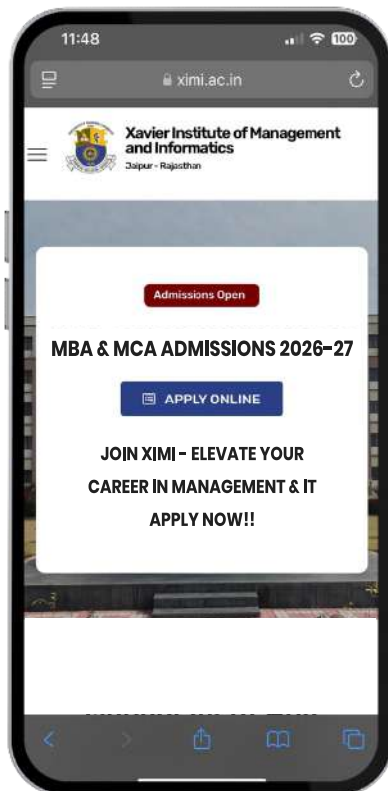 11:48
100
ximi.ac.in
Xavier Institute of Management
and Informatics
Jaipur - Rajasthan
Admissions Open
MBA & MCA ADMISSIONS 2026-27
APPLY ONLINE
JOIN XIMI - ELEVATE YOUR
CAREER IN MANAGEMENT & IT
APPLY NOW!!